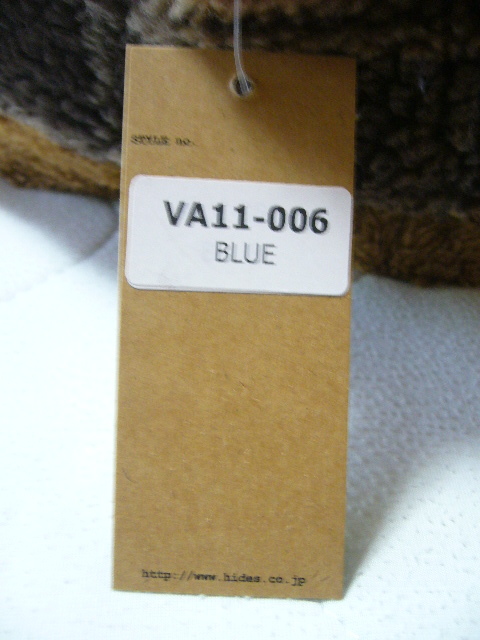 STYLE no.
VA11-006
BLUE
http://www.hides.co.jp